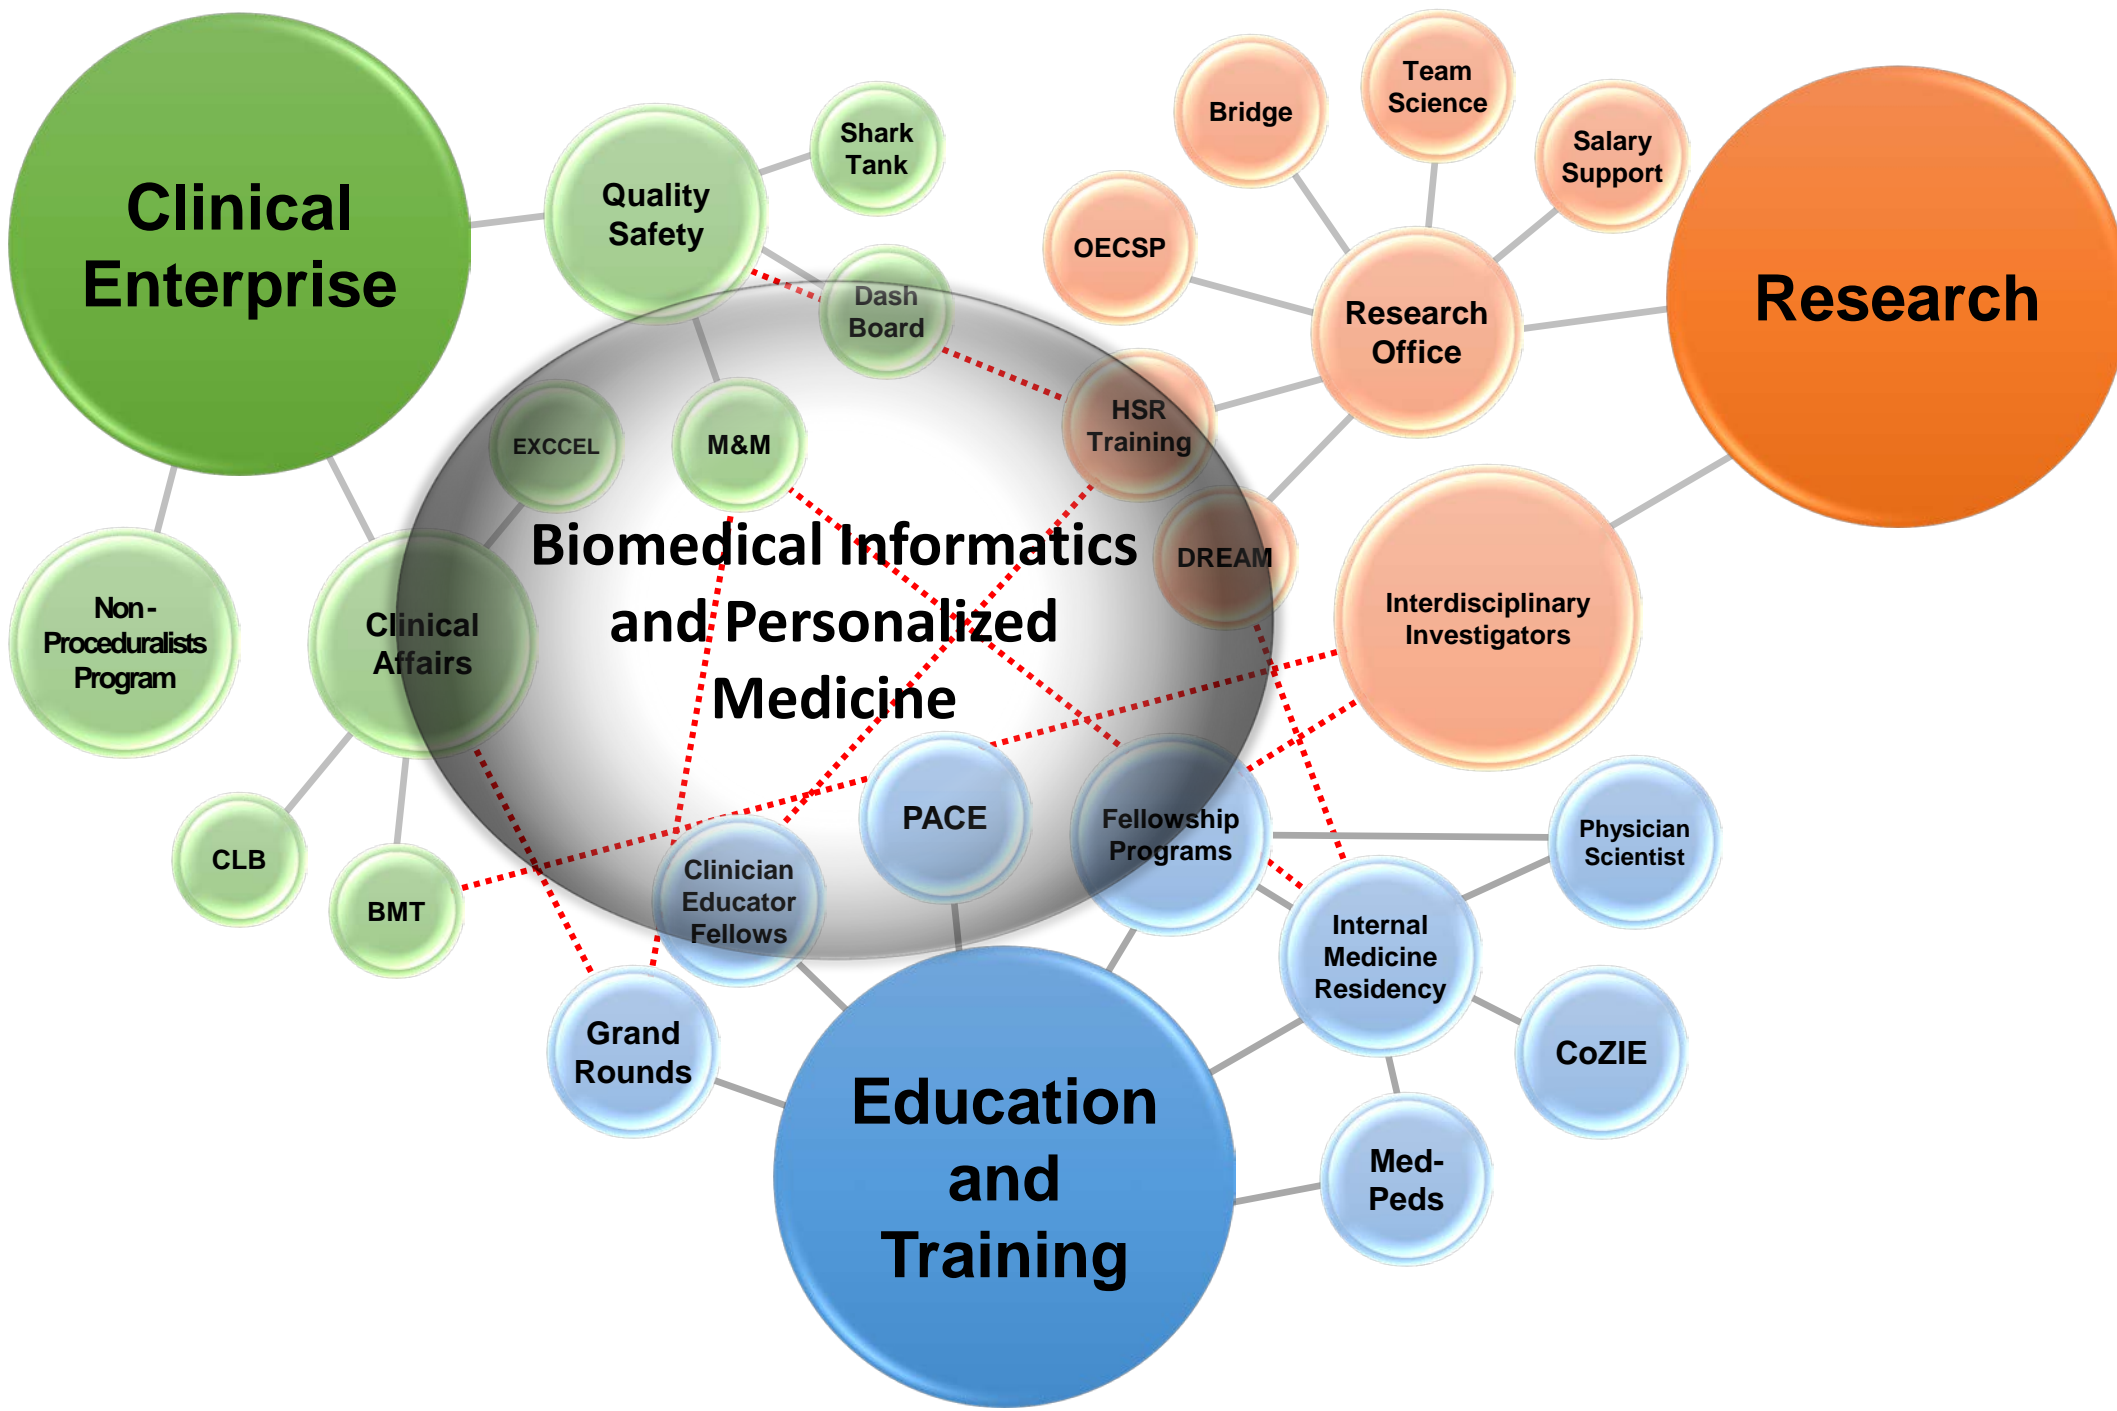 Clinical
Enterprise
Quality
Safety
Shark
Tank
Dash
Board
EXCCEL
M&M
Non -
Proceduralists
Program
Clinical
Affairs
CLB
BMT
Bridge
Team
Science
Salary
Support
OECSP
Research
Office
Research
HSR
Training
DREAM
Interdisciplinary
Investigators
Biomedical Informatics
and Personalized
Medicine
PACE
Fellowship
Programs
Clinician
Educator
Fellows
Physician
Scientist
Internal
Medicine
Residency
Grand
Rounds
CoZIE
Education
and
Training
Med-
Peds